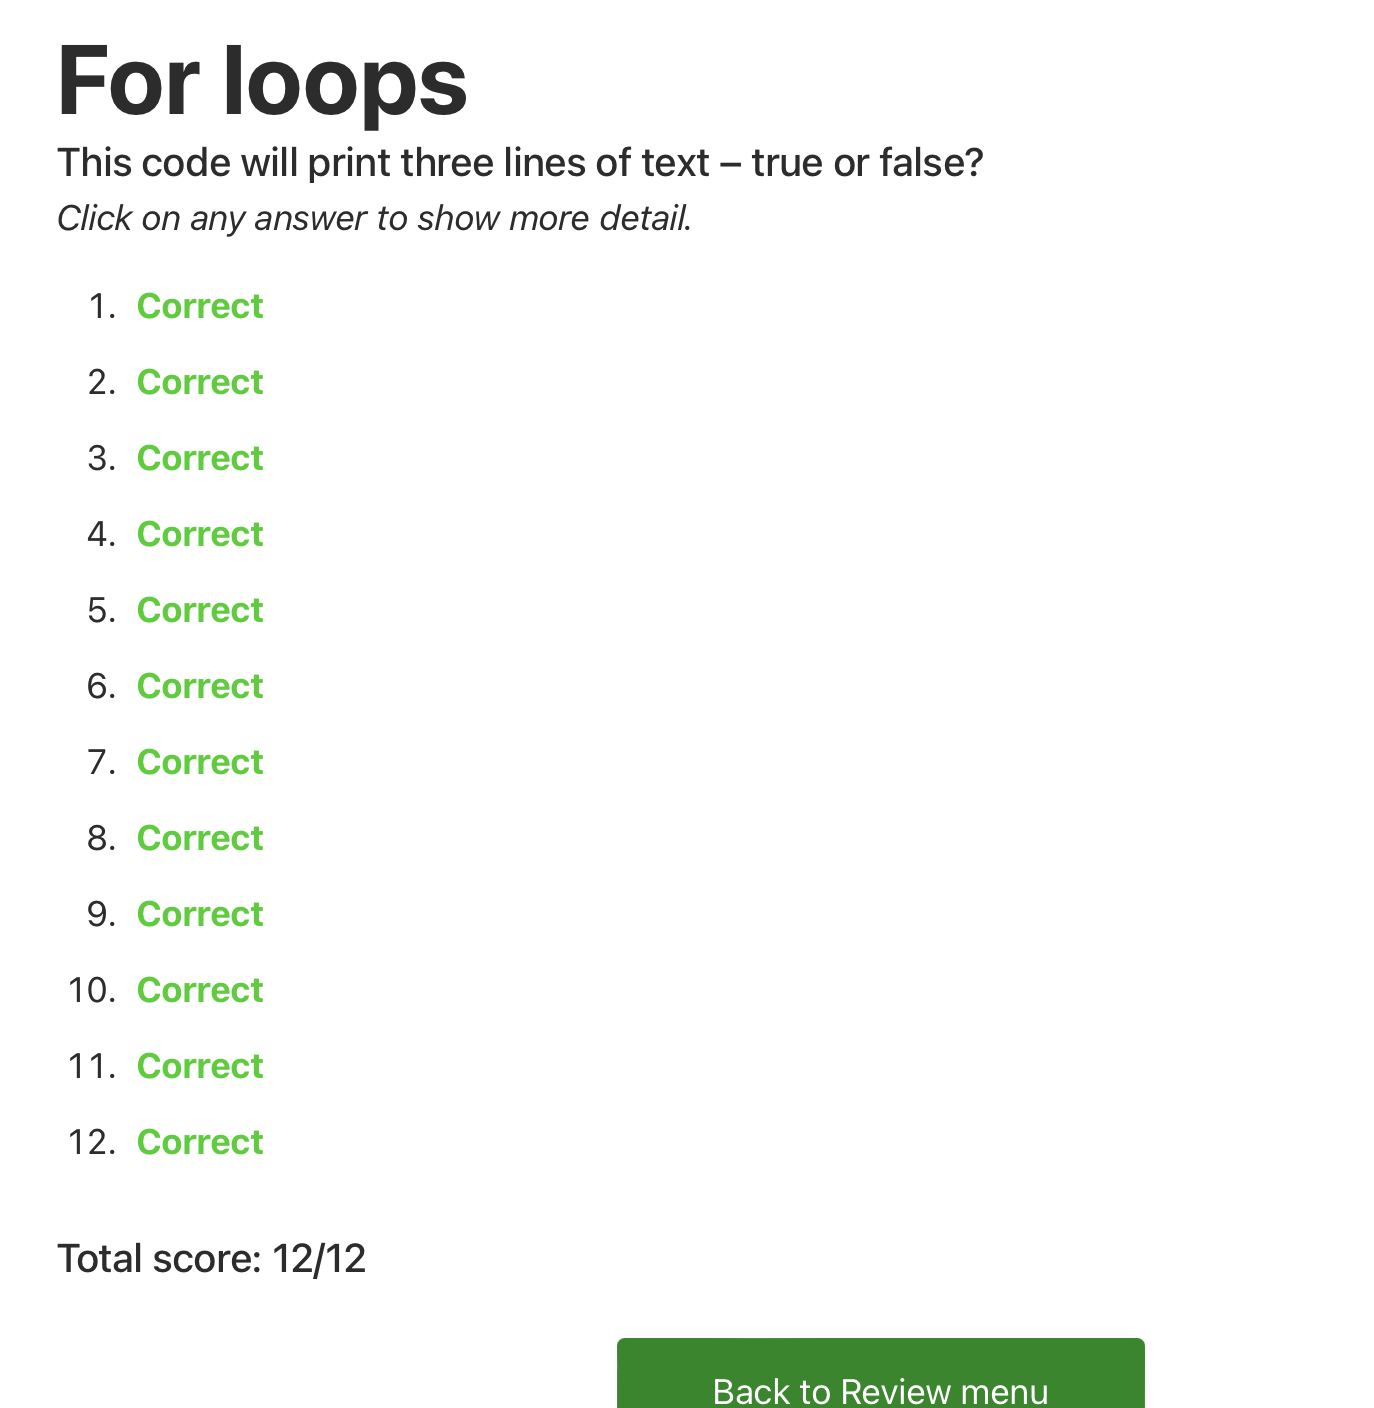 For loops
This code will print three lines of text – true or false?
Click on any answer to show more detail.
1. Correct
2. Correct
3. Correct
4. Correct
5. Correct
6. Correct
7. Correct
8. Correct
9. Correct
10. Correct
11. Correct
12. Correct
Total score: 12/12
Back to Review menu